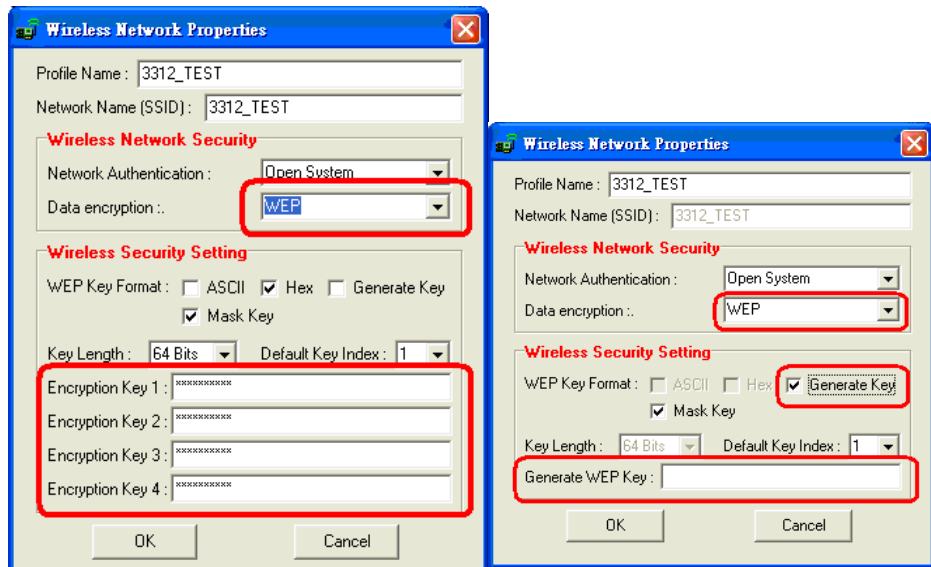 Wireless Network Properties
Profile Name : 3312_TEST
Network Name (SSID) : 3312_TEST
Wireless Network Security
Network Authentication : Open System
Data encryption :. WEP
Wireless Security Setting
WEP Key Format : ASCII Hex Generate Key
Mask Key
Key Length : 64 Bits Default Key Index : 1
Encryption Key 1 : **********
Encryption Key 2 : **********
Encryption Key 3 : **********
Encryption Key 4 : **********
OK Cancel
Wireless Network Properties
Profile Name : 3312_TEST
Network Name (SSID) : 3312_TEST
Wireless Network Security
Network Authentication : Open System
Data encryption :. WEP
Wireless Security Setting
WEP Key Format : ASCII Hex Generate Key
Mask Key
Key Length : 64 Bits Default Key Index : 1
Generate WEP Key :
OK Cancel